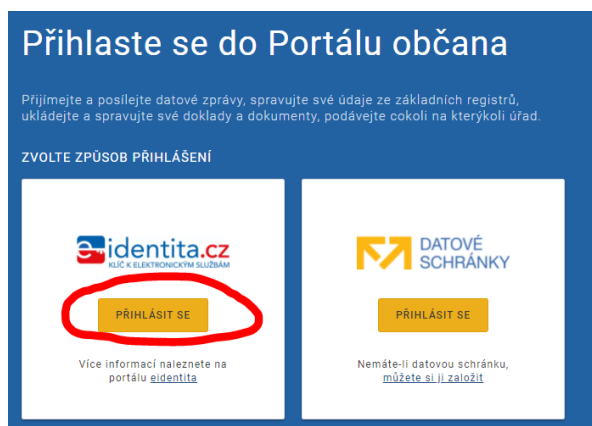 Přihlaste se do Portálu občana
Přijímejte a posílejte datové zprávy, spravujte své údaje ze základních registrů,
ukládejte a spravujte své doklady a dokumenty, podávejte cokoli na kterýkoli úřad.
ZVOLTE ZPŮSOB PŘIHLÁŠENÍ
e-identita.cz
KLÍČ K ELEKTRONICKÝM SLUŽBÁM
PŘIHLÁSIT SE
Více informací naleznete na
portálu eidentita
DATOVÉ
SCHRÁNKY
PŘIHLÁSIT SE
Nemáte-li datovou schránku,
můžete si ji založit